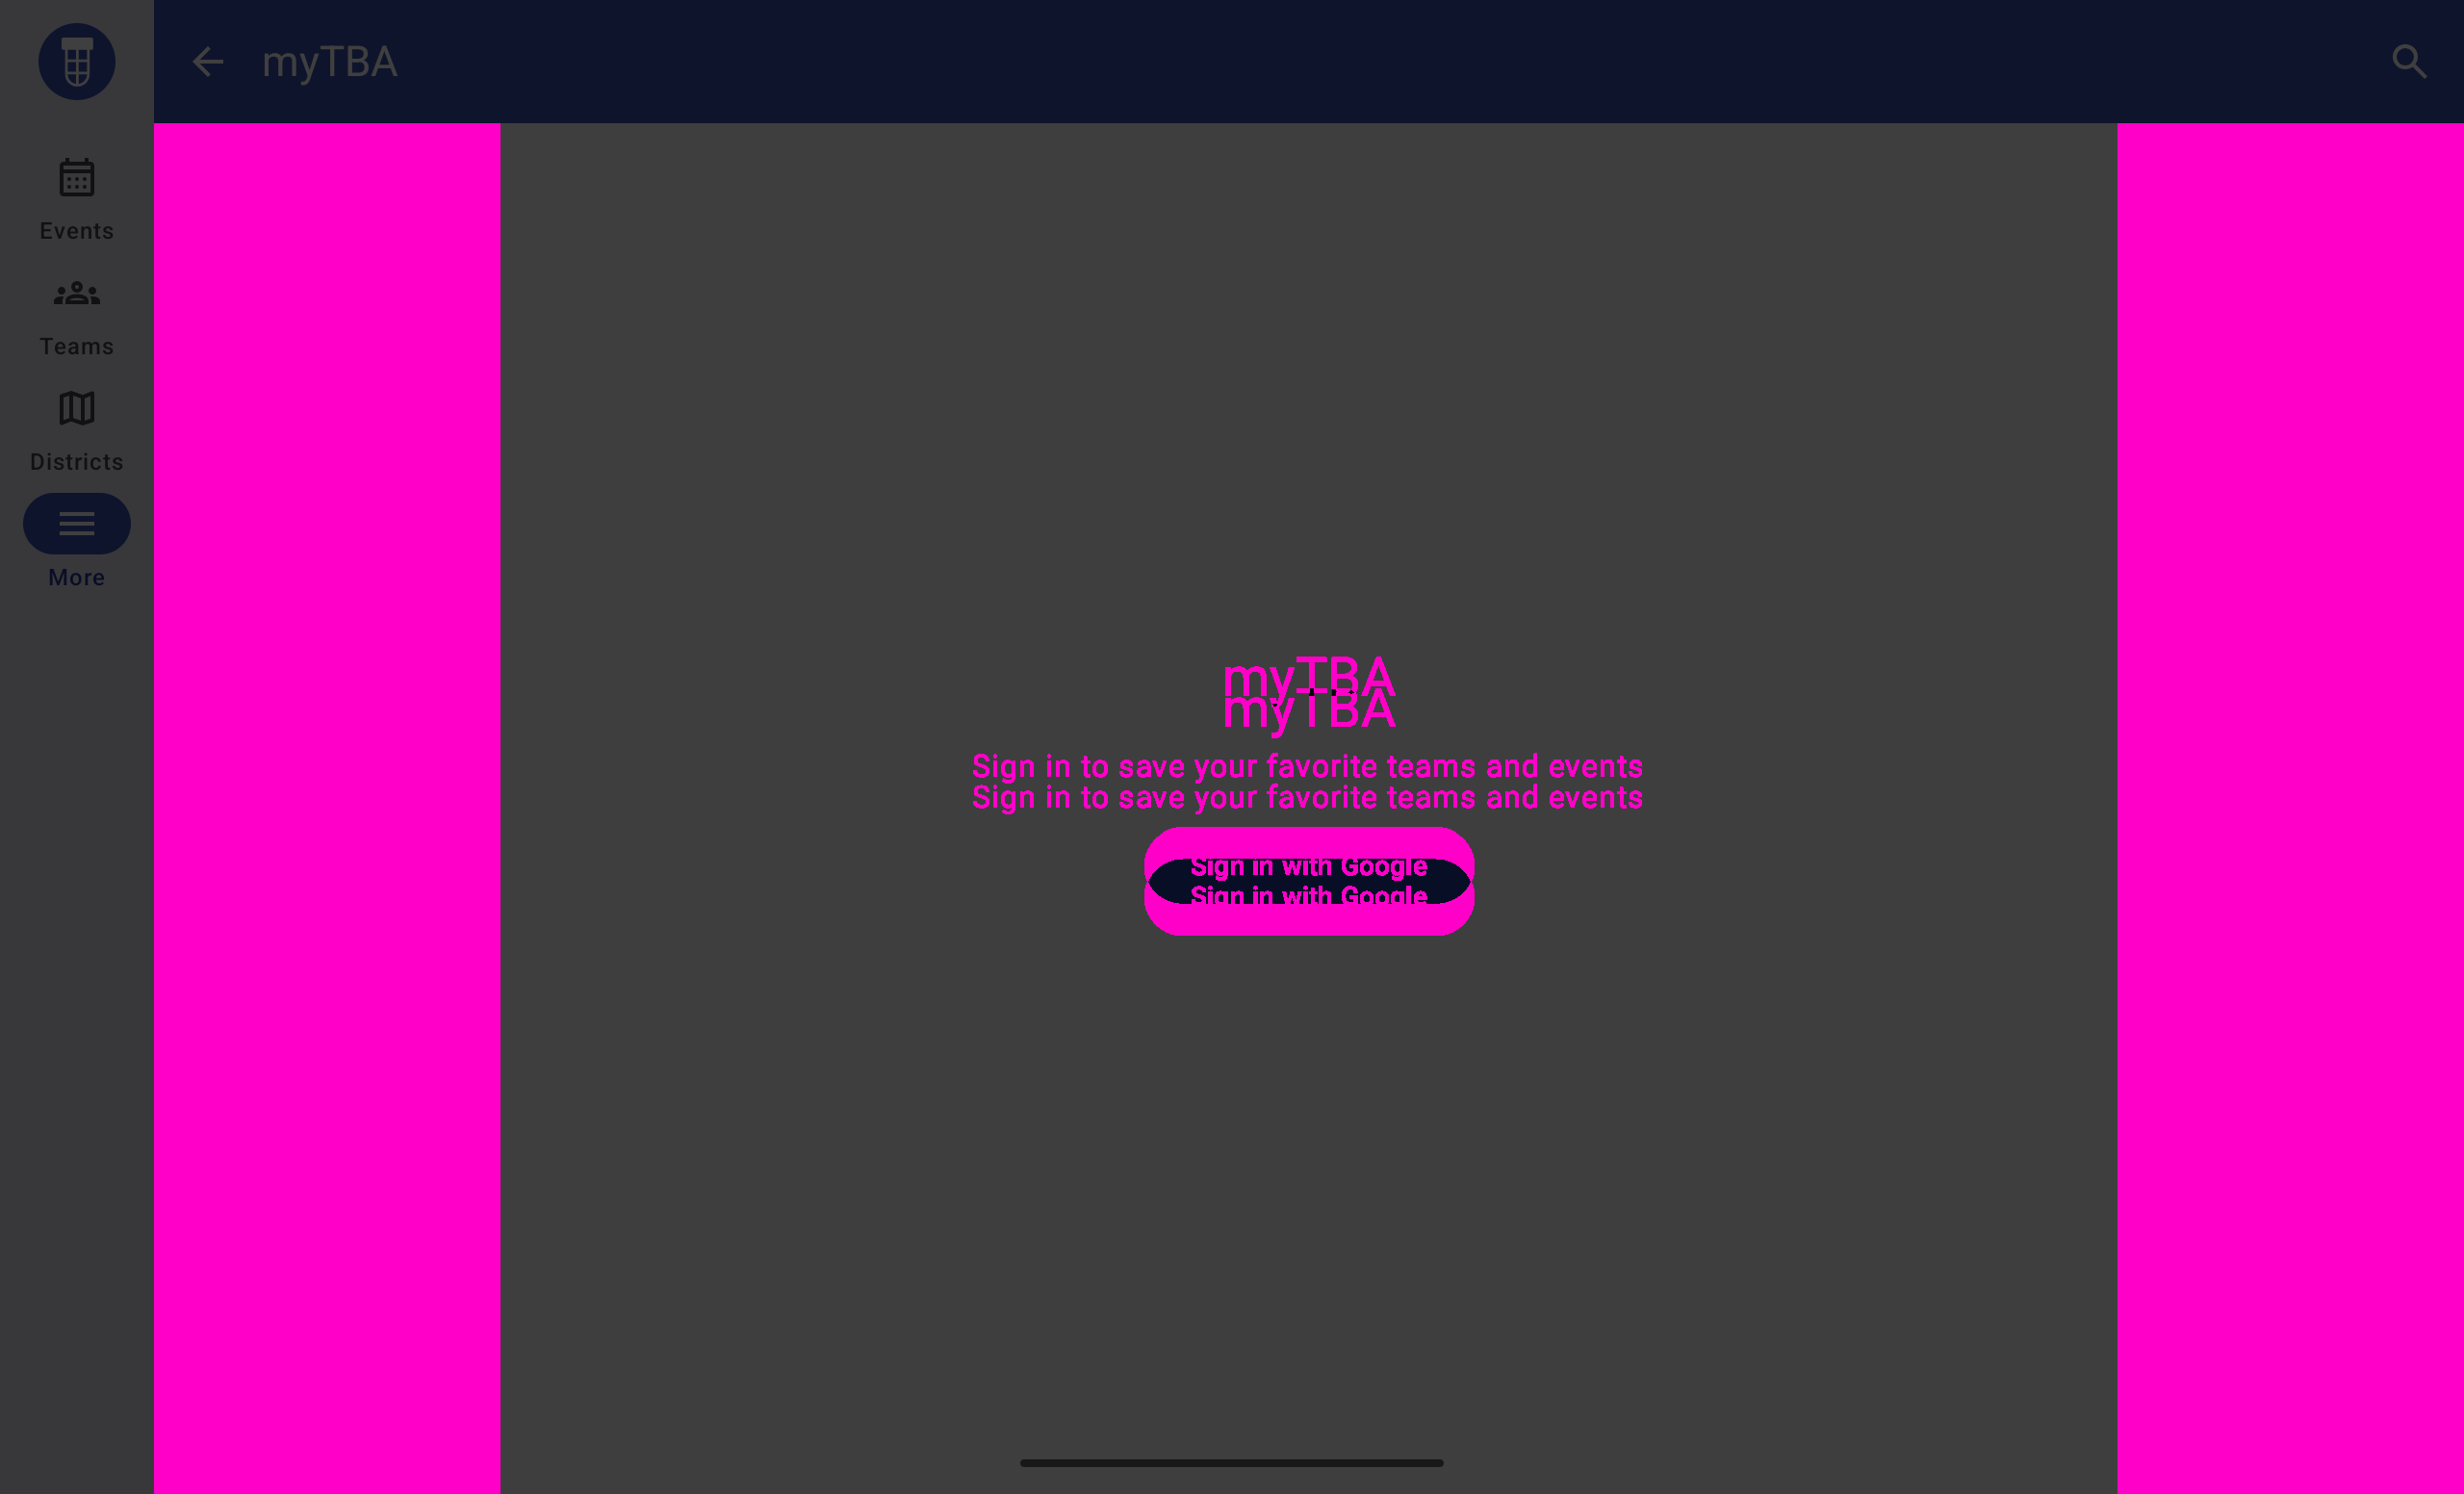 myTBA
Events
Teams
Districts
More
myTBA
myTBA
Sign in to save your favorite teams and events
Sign in to save your favorite teams and events
Sign in with Google
Sign in with Google